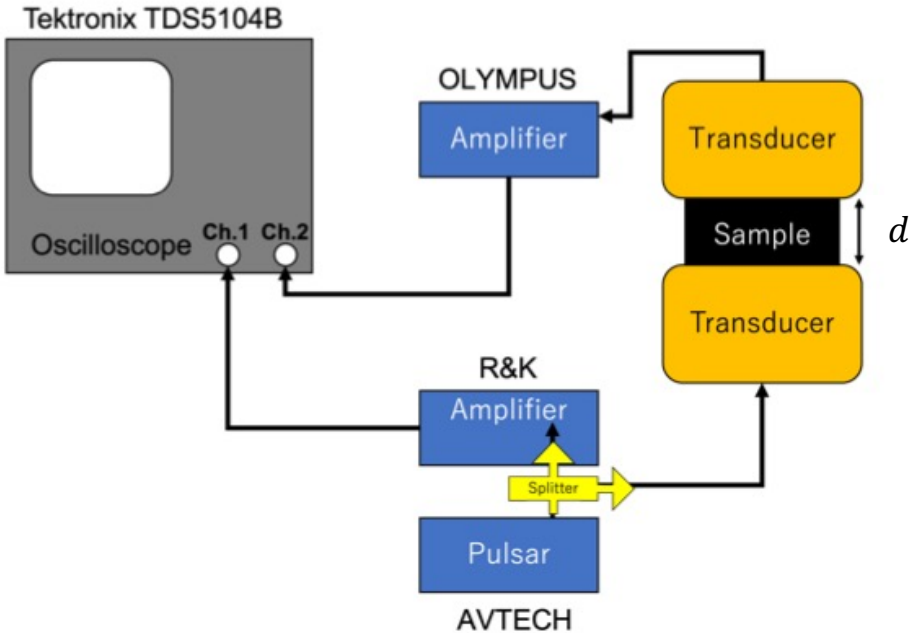 Tektronix TDS5104B
Oscilloscope
Ch.1
Ch.2
OLYMPUS
Amplifier
Transducer
Sample
d
Transducer
R&K
Amplifier
Splitter
Pulsar
AVTECH